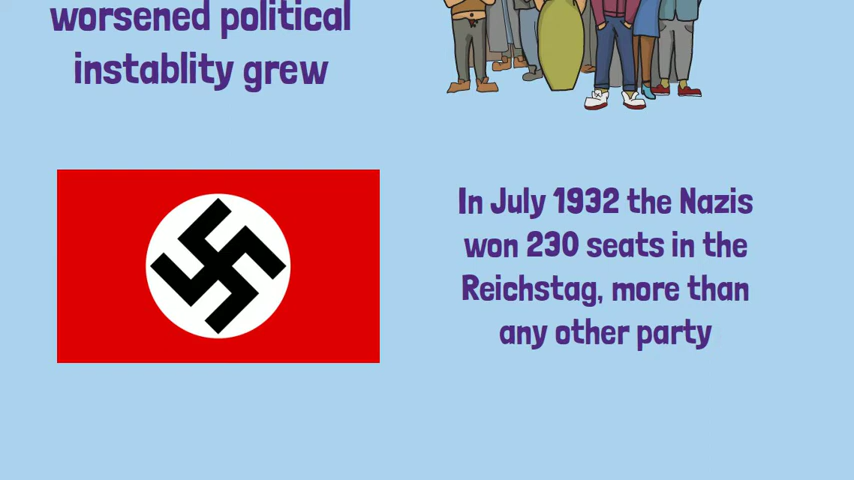 worsened political
instablity grew
In July 1932 the Nazis
won 230 seats in the
Reichstag, more than
any other party